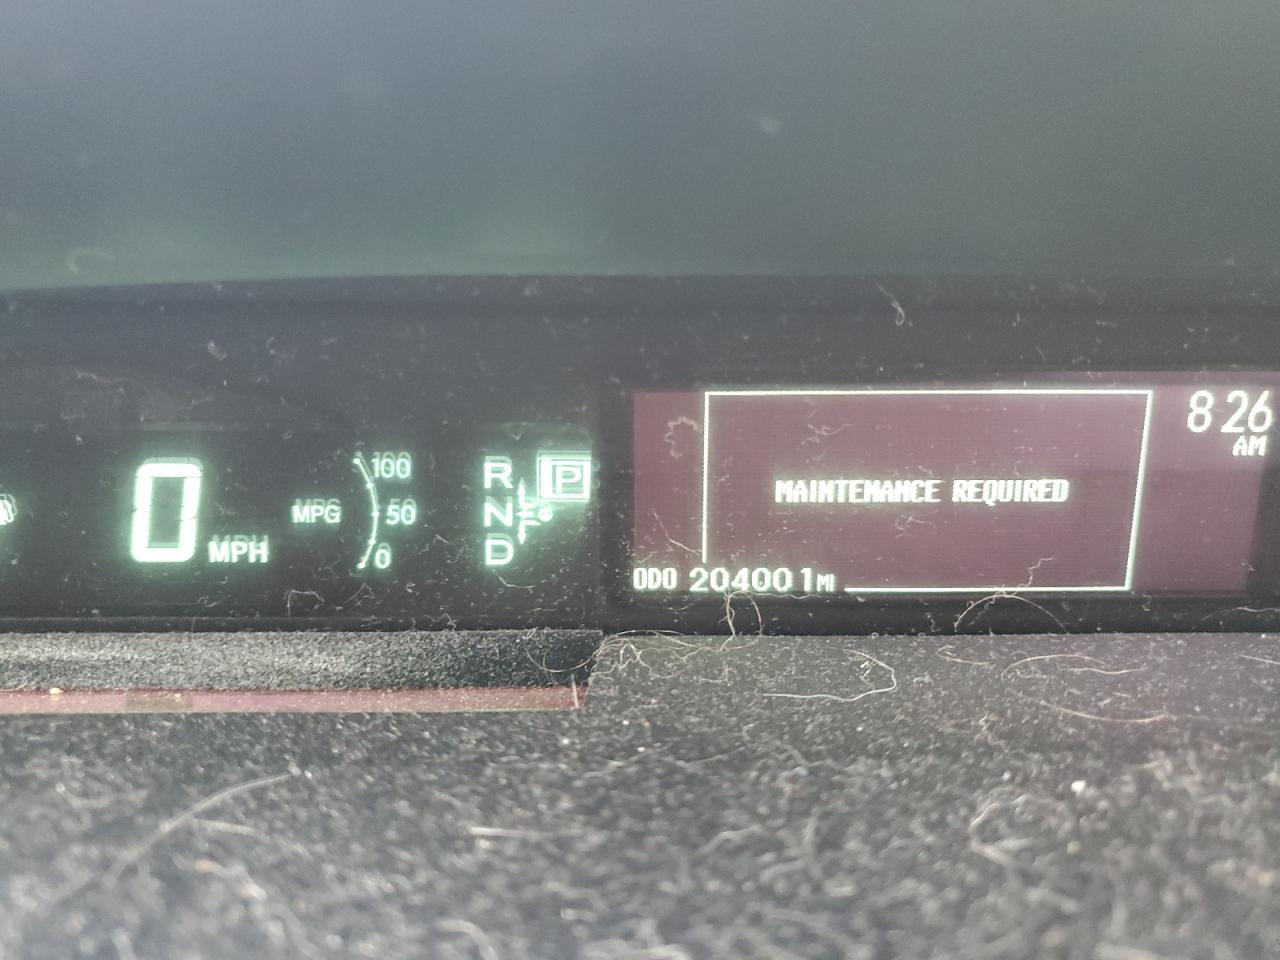 0 MPH
MPG
100
50
0
R
N
D
P
8:26
AM
MAINTENANCE REQUIRED
ODO 204001 MI